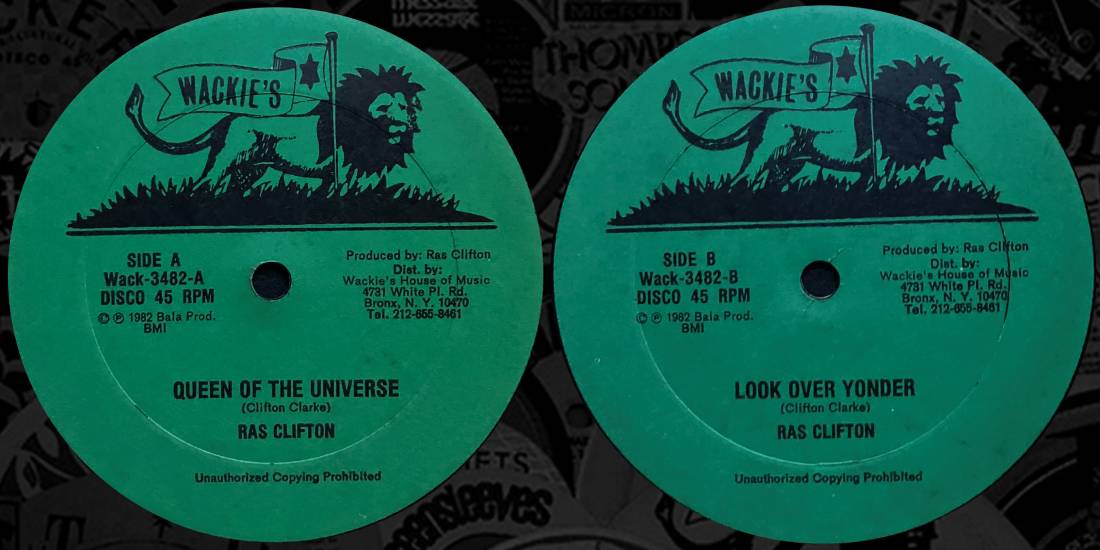 WACKIE'S
SIDE A
Wack-3482-A
DISCO 45 RPM
© ℗ 1982 Bala Prod.
BMI
Produced by: Ras Clifton
Dist. by:
Wackie's House of Music
4731 White Pl. Rd.
Bronx, N. Y. 10470
Tel. 212-655-8461
QUEEN OF THE UNIVERSE
(Clifton Clarke)
RAS CLIFTON
Unauthorized Copying Prohibited
WACKIE'S
SIDE B
Wack-3482-B
DISCO 45 RPM
© ℗ 1982 Bala Prod.
BMI
Produced by: Ras Clifton
Dist. by:
Wackie's House of Music
4731 White Pl. Rd.
Bronx, N. Y. 10470
Tel. 212-655-8461
LOOK OVER YONDER
(Clifton Clarke)
RAS CLIFTON
Unauthorized Copying Prohibited
MICRON
DISCO 45